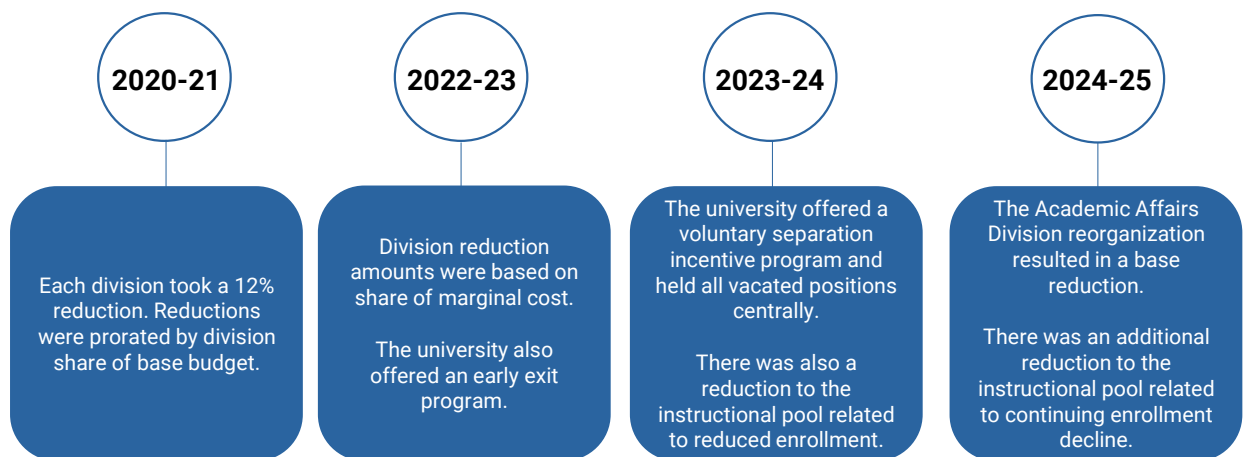 2020-21
Each division took a 12%
reduction. Reductions
were prorated by division
share of base budget.
2022-23
Division reduction
amounts were based on
share of marginal cost.
The university also
offered an early exit
program.
2023-24
The university offered a
voluntary separation
incentive program and
held all vacated positions
centrally.
There was also a
reduction to the
instructional pool related
to reduced enrollment.
2024-25
The Academic Affairs
Division reorganization
resulted in a base
reduction.
There was an additional
reduction to the
instructional pool related
to continuing enrollment
decline.